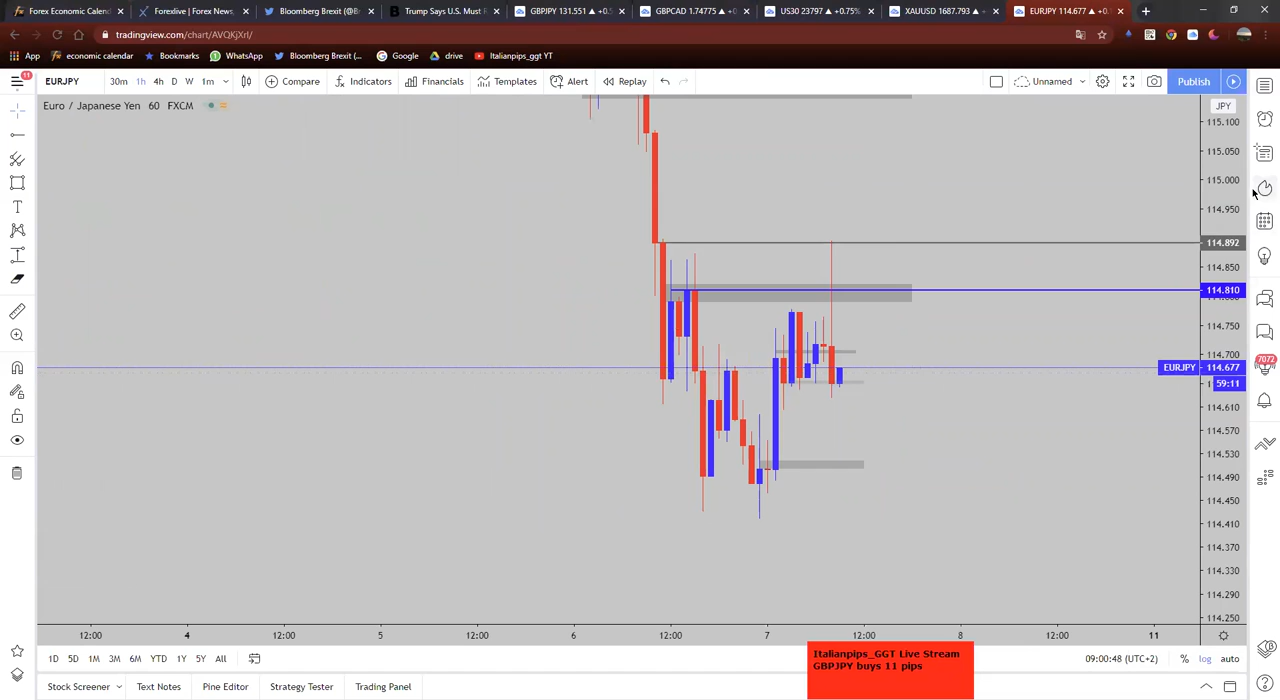 Forex Economic Calend
Forexlive | Forex News,
Bloomberg Brexit (@Br
Trump Says U.S. Must R
GBPJPY 131.551 ▲ +0.5
GBPCAD 1.74775 ▲ +0.
US30 23797 ▲ +0.75%
XAUUSD 1687.793 ▲ +
EURJPY 114.677 ▲ +0.
tradingview.com/chart/AVQKjXrI/
App
economic calendar
Bookmarks
WhatsApp
Bloomberg Brexit (...
Google
drive
Italianpips_ggt YT
11
EURJPY
30m 1h 4h D W 1m
Compare
Indicators
Financials
Templates
Alert
Replay
Unnamed
Publish
Euro / Japanese Yen 60 FXCM
JPY
115.100
115.050
115.000
114.950
114.892
114.850
114.810
114.750
114.700
EURJPY 114.677
59:11
114.610
114.570
114.530
114.490
114.450
114.410
114.370
114.330
114.290
114.250
7072
12:00 4 12:00 5 12:00 6 12:00 7 12:00 8 12:00 11
1D 5D 1M 3M 6M YTD 1Y 5Y All
09:00:48 (UTC+2)
% log auto
Italianpips_GGT Live Stream
GBPJPY buys 11 pips
Stock Screener
Text Notes
Pine Editor
Strategy Tester
Trading Panel